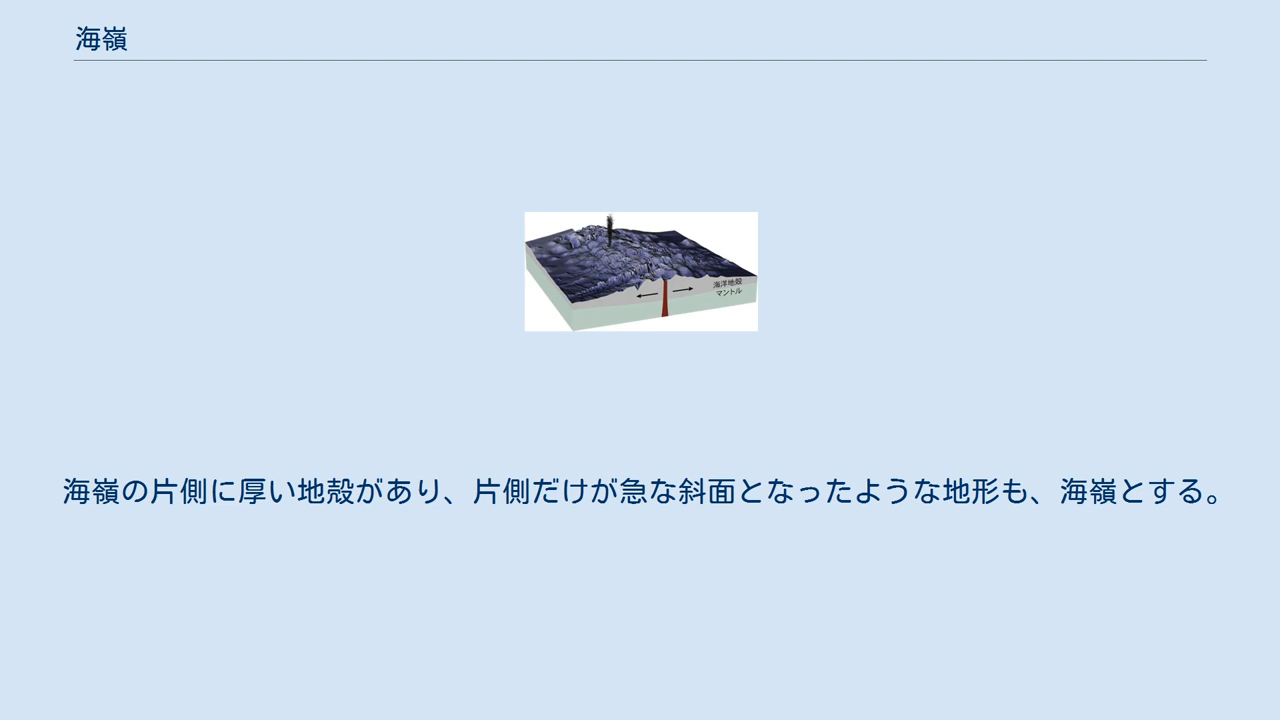 海嶺
海洋地殻
マントル
海嶺の片側に厚い地殻があり、片側だけが急な斜面となったような地形も、海嶺とする。